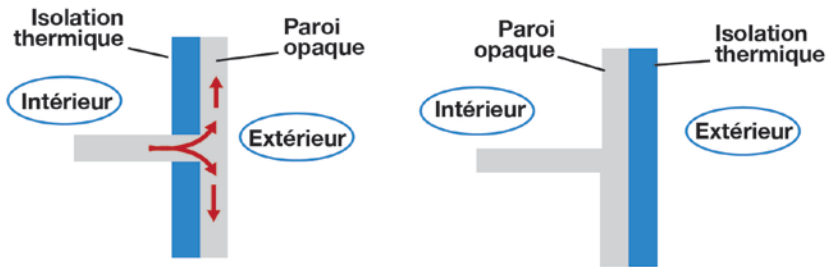 Isolation
thermique
Paroi
opaque
Intérieur
Extérieur
Paroi
opaque
Isolation
thermique
Intérieur
Extérieur